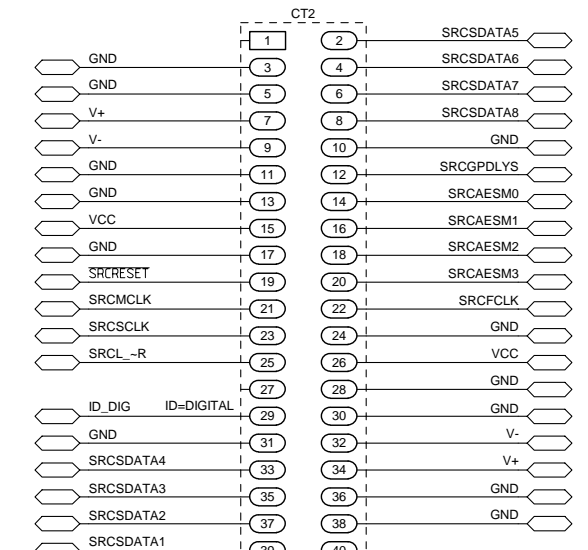 CT2
1 2 SRCSDATA5
GND 3 4 SRCSDATA6
GND 5 6 SRCSDATA7
V+ 7 8 SRCSDATA8
V- 9 10 GND
GND 11 12 SRCGPDLYS
GND 13 14 SRCAESM0
VCC 15 16 SRCAESM1
GND 17 18 SRCAESM2
SRCRESET 19 20 SRCAESM3
SRCMCLK 21 22 SRCFCLK
SRCSCLK 23 24 GND
SRCL_~R 25 26 VCC
27 28 GND
ID_DIG ID=DIGITAL 29 30 GND
GND 31 32 V-
SRCSDATA4 33 34 V+
SRCSDATA3 35 36 GND
SRCSDATA2 37 38 GND
SRCSDATA1 39 40